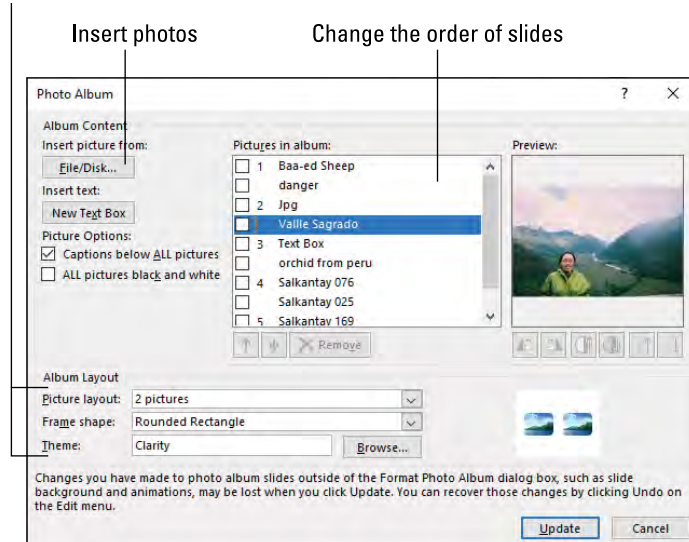 Insert photos
Change the order of slides
Photo Album
? X
Album Content
Insert picture from:
File/Disk...
Insert text:
New Text Box
Picture Options:
Captions below ALL pictures
ALL pictures black and white
Pictures in album:
1 Baa-ed Sheep
danger
2 Jpg
Vallle Sagrado
3 Text Box
orchid from peru
4 Salkantay 076
Salkantay 025
5 Salkantay 169
Remove
Preview:
Album Layout
Picture layout: 2 pictures
Frame shape: Rounded Rectangle
Theme: Clarity
Browse...
Changes you have made to photo album slides outside of the Format Photo Album dialog box, such as slide
background and animations, may be lost when you click Update. You can recover those changes by clicking Undo on
the Edit menu.
Update
Cancel